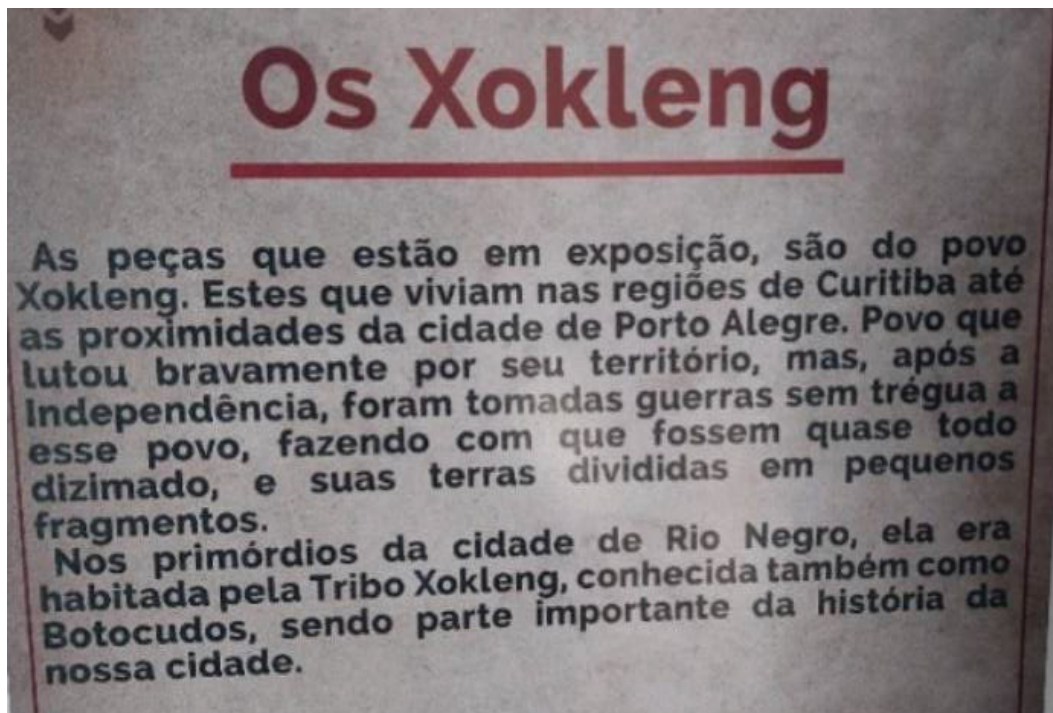 Os Xokleng
As peças que estão em exposição, são do povo
Xokleng. Estes que viviam nas regiões de Curitiba até
as proximidades da cidade de Porto Alegre. Povo que
lutou bravamente por seu território, mas, após a
Independência, foram tomadas guerras sem trégua a
esse povo, fazendo com que fossem quase todo
dizimado, e suas terras divididas em pequenos
fragmentos.
Nos primórdios da cidade de Rio Negro, ela era
habitada pela Tribo Xokleng, conhecida também como
Botocudos, sendo parte importante da história da
nossa cidade.